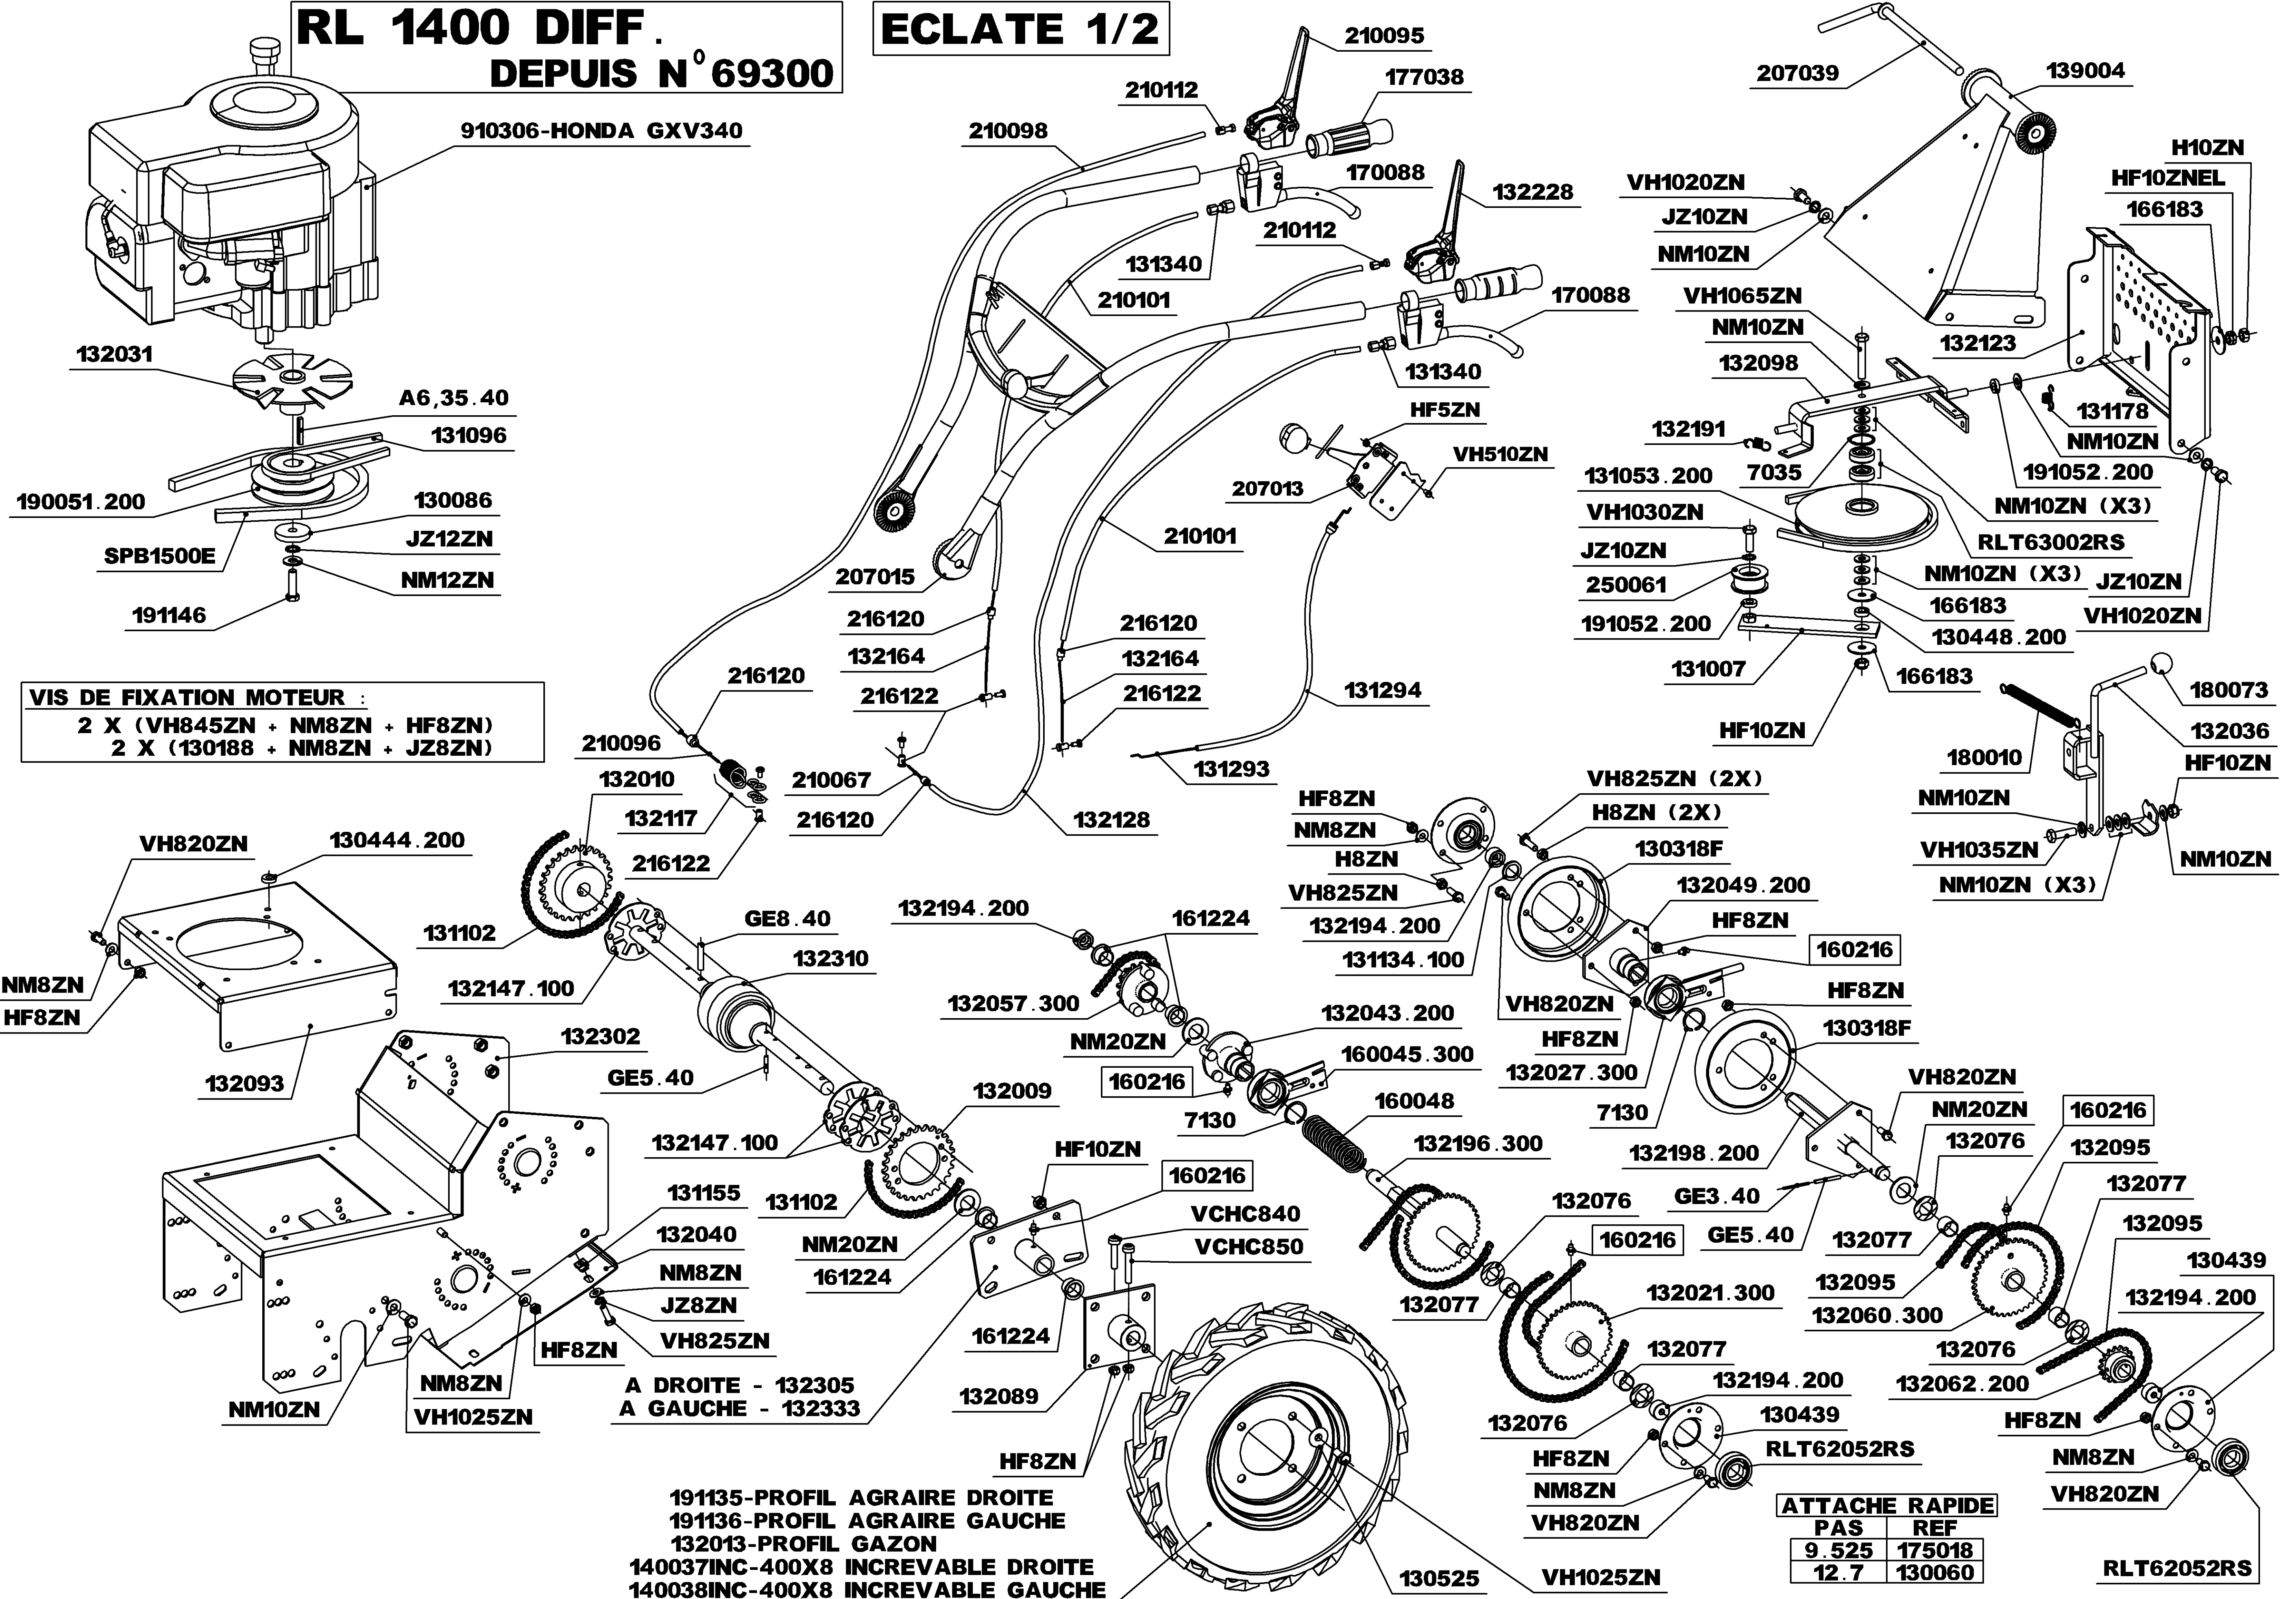 RL 1400 DIFF.
DEPUIS N° 69300
ECLATE 1/2
910306-HONDA GXV340
132031
A6,35.40
131096
190051.200
130086
JZ12ZN
SPB1500E
NM12ZN
191146
VIS DE FIXATION MOTEUR :
2 X (VH845ZN + NM8ZN + HF8ZN)
2 X (130188 + NM8ZN + JZ8ZN)
210095
177038
210112
210098
170088
132228
210112
131340
210101
170088
131340
HF5ZN
VH510ZN
207013
210101
207015
216120
132164
216122
216120
132164
216122
131294
131293
216120
210096
132010
132117
210067
216120
132128
216122
207039
139004
H10ZN
HF10ZNEL
166183
VH1020ZN
JZ10ZN
NM10ZN
VH1065ZN
NM10ZN
132098
132123
131178
132191
NM10ZN
7035
191052.200
131053.200
NM10ZN (X3)
VH1030ZN
RLT63002RS
JZ10ZN
NM10ZN (X3)
JZ10ZN
250061
166183
VH1020ZN
191052.200
130448.200
131007
166183
HF10ZN
180073
132036
180010
HF10ZN
NM10ZN
VH1035ZN
NM10ZN
NM10ZN (X3)
VH820ZN
130444.200
NM8ZN
HF8ZN
132093
131102
132147.100
GE8.40
132310
132302
GE5.40
132147.100
132009
131102
131155
132040
NM8ZN
JZ8ZN
VH825ZN
HF8ZN
NM8ZN
NM10ZN
VH1025ZN
NM20ZN
161224
A DROITE - 132305
A GAUCHE - 132333
HF10ZN
160216
VCHC840
VCHC850
161224
132089
HF8ZN
132194.200
161224
132057.300
NM20ZN
132043.200
160045.300
160216
7130
160048
132196.300
132076
160216
132077
132021.300
132077
132194.200
132076
130439
HF8ZN
RLT62052RS
NM8ZN
VH820ZN
HF8ZN
VH825ZN (2X)
NM8ZN
H8ZN (2X)
H8ZN
130318F
VH825ZN
132049.200
132194.200
HF8ZN
131134.100
160216
VH820ZN
HF8ZN
HF8ZN
130318F
132027.300
7130
VH820ZN
NM20ZN
160216
132076
132095
132198.200
GE3.40
132077
GE5.40
132095
132077
130439
132095
132194.200
132060.300
132076
132062.200
HF8ZN
NM8ZN
VH820ZN
RLT62052RS
191135-PROFIL AGRAIRE DROITE
191136-PROFIL AGRAIRE GAUCHE
132013-PROFIL GAZON
140037INC-400X8 INCREVABLE DROITE
140038INC-400X8 INCREVABLE GAUCHE
130525
VH1025ZN
ATTACHE RAPIDE
PAS REF
9.525 175018
12.7 130060